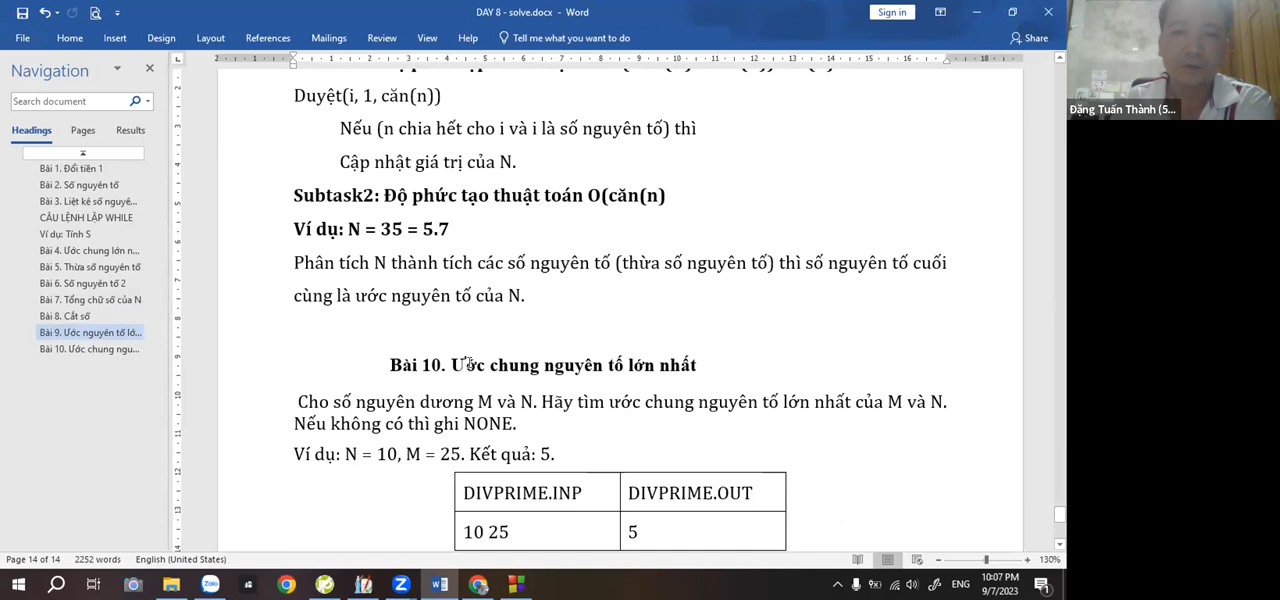 DAY 8 - solve.docx - Word
Sign in
File Home Insert Design Layout References Mailings Review View Help Tell me what you want to do Share
Navigation
Search document
Headings Pages Results
Bài 1. Đổi tiền 1
Bài 2. Số nguyên tố
Bài 3. Liệt kê số nguyê...
CÂU LỆNH LẶP WHILE
Ví dụ: Tính S
Bài 4. Ước chung lớn n...
Bài 5. Thừa số nguyên tố
Bài 6. Số nguyên tố 2
Bài 7. Tổng chữ số của N
Bài 8. Cắt số
Bài 9. Ước nguyên tố lớ...
Bài 10. Ước chung ngu...
Duyệt(i, 1, căn(n))
Nếu (n chia hết cho i và i là số nguyên tố) thì
Cập nhật giá trị của N.
Subtask2: Độ phức tạo thuật toán O(căn(n)
Ví dụ: N = 35 = 5.7
Phân tích N thành tích các số nguyên tố (thừa số nguyên tố) thì số nguyên tố cuối
cùng là ước nguyên tố của N.
Bài 10. Ước chung nguyên tố lớn nhất
Cho số nguyên dương M và N. Hãy tìm ước chung nguyên tố lớn nhất của M và N.
Nếu không có thì ghi NONE.
Ví dụ: N = 10, M = 25. Kết quả: 5.
DIVPRIME.INP DIVPRIME.OUT
10 25 5
Đặng Tuấn Thành (5...
Page 14 of 14 2252 words English (United States) 130%
Zalo
ENG
10:07 PM
9/7/2023